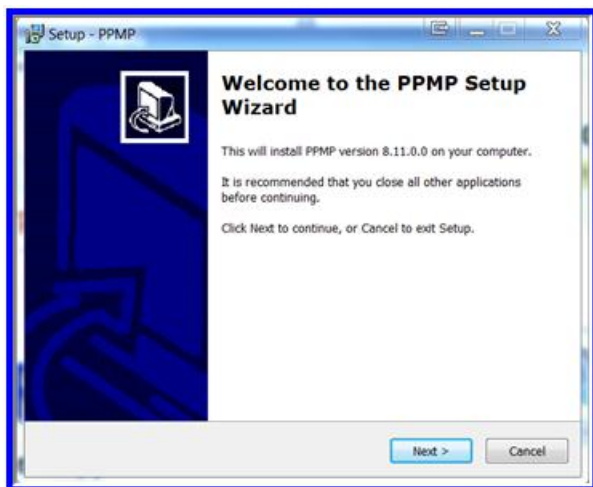 Setup - PPMP
Welcome to the PPMP Setup
Wizard
This will install PPMP version 8.11.0.0 on your computer.
It is recommended that you close all other applications
before continuing.
Click Next to continue, or Cancel to exit Setup.
Next >
Cancel